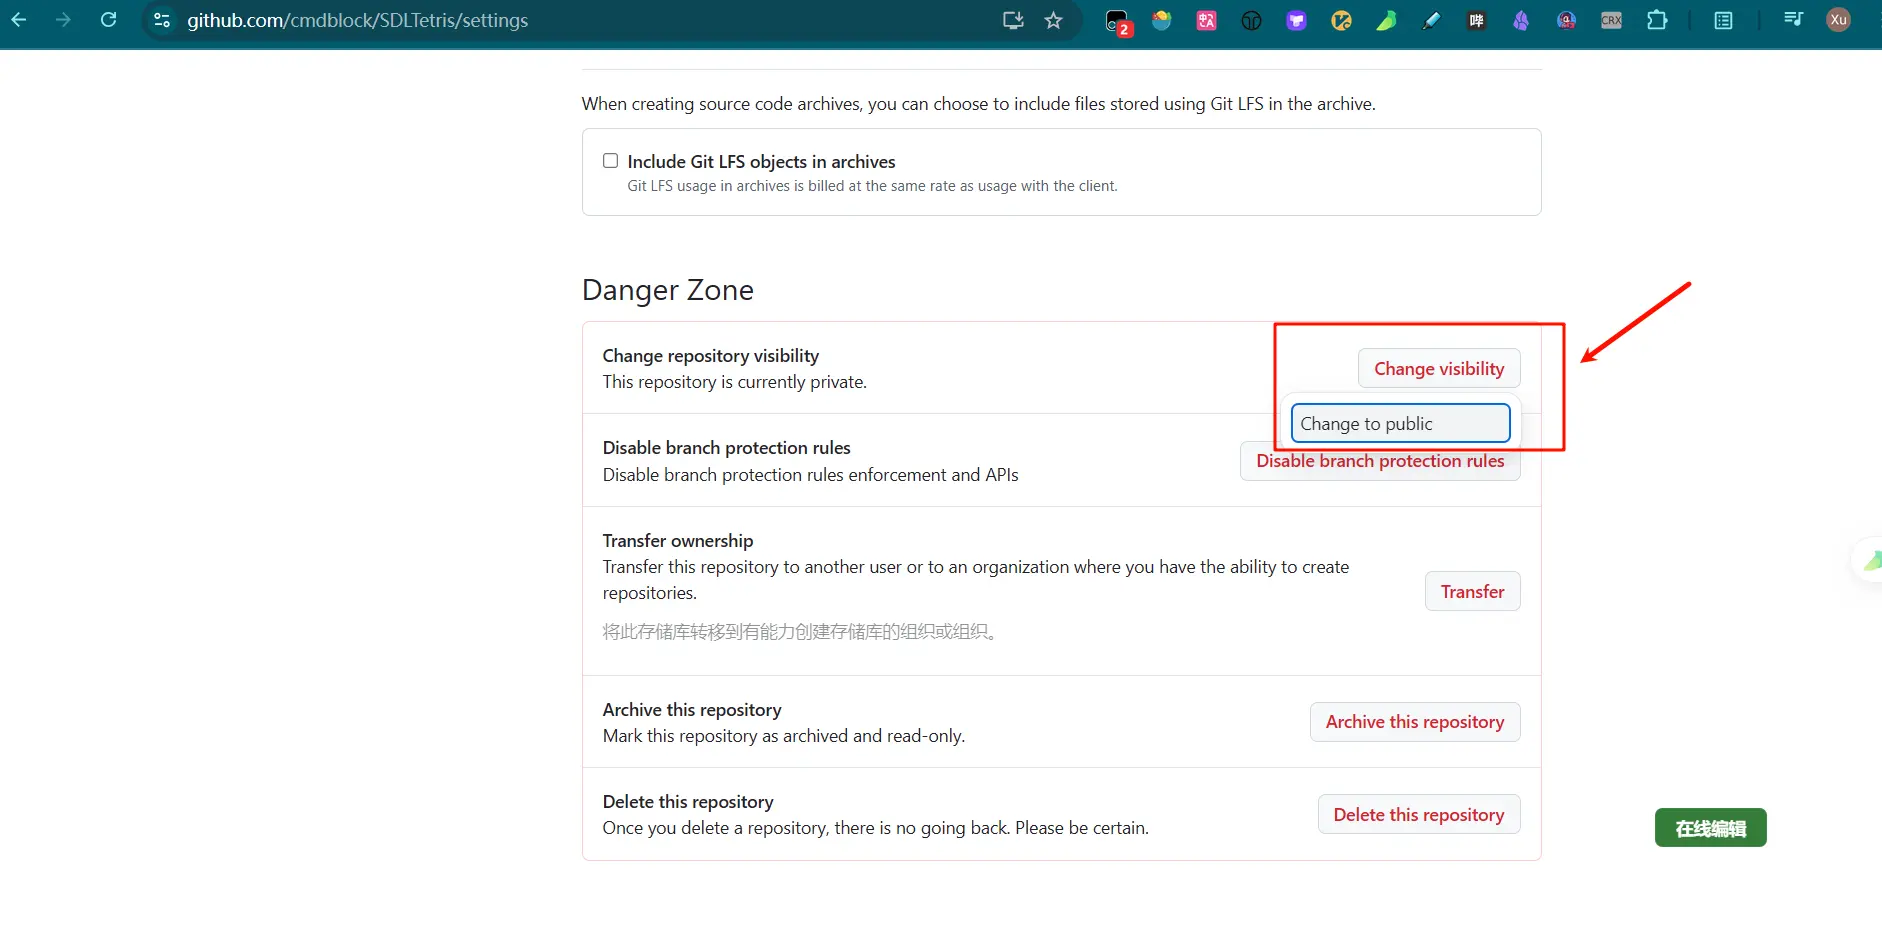 github.com/cmdblock/SDLTetris/settings
2
中A
CRX
哔
Xu
When creating source code archives, you can choose to include files stored using Git LFS in the archive.
Include Git LFS objects in archives
Git LFS usage in archives is billed at the same rate as usage with the client.
Danger Zone
Change repository visibility
This repository is currently private.
Change visibility
Change to public
Disable branch protection rules
Disable branch protection rules enforcement and APIs
Disable branch protection rules
Transfer ownership
Transfer this repository to another user or to an organization where you have the ability to create
repositories.
Transfer
将此存储库转移到有能力创建存储库的组织或组织。
Archive this repository
Mark this repository as archived and read-only.
Archive this repository
Delete this repository
Once you delete a repository, there is no going back. Please be certain.
Delete this repository
在线编辑